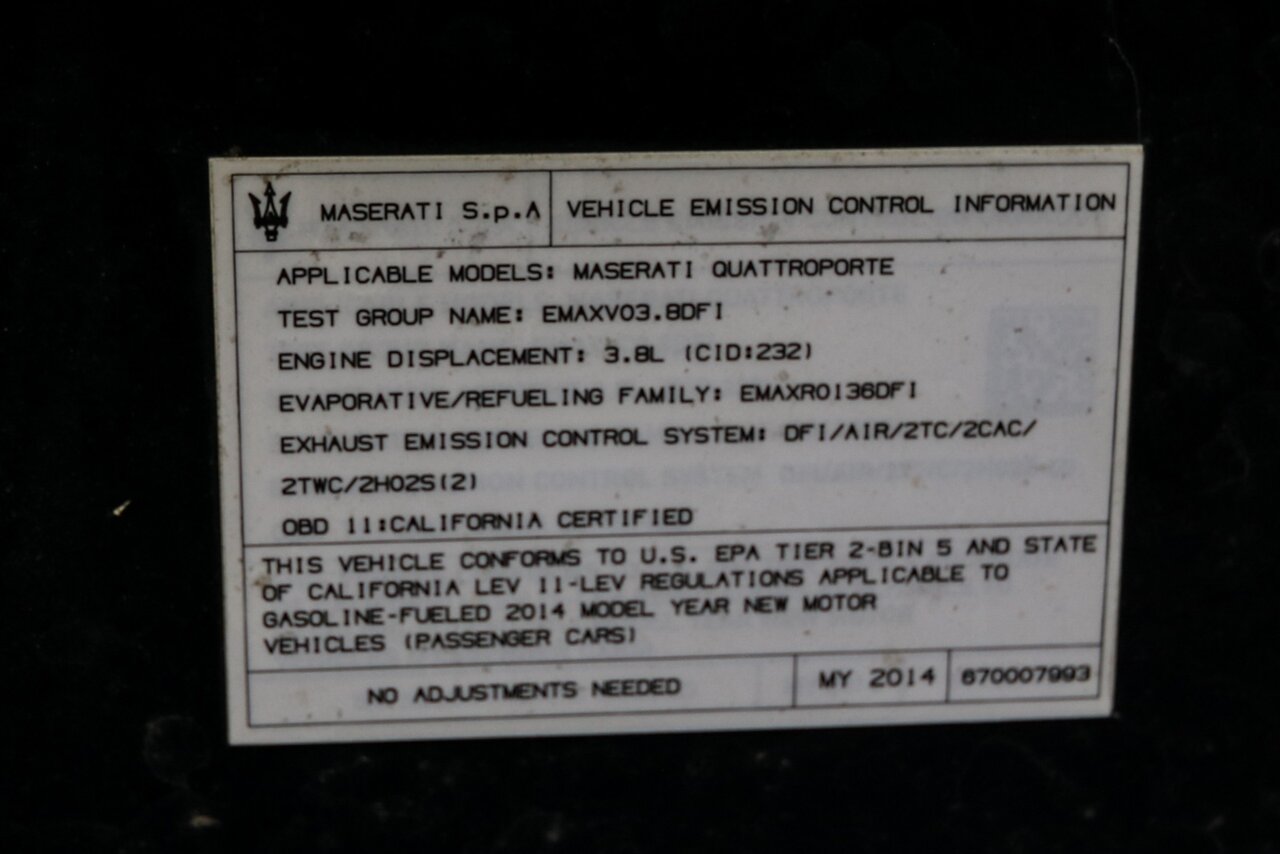 MASERATI S.p.A
VEHICLE EMISSION CONTROL INFORMATION
APPLICABLE MODELS: MASERATI QUATTROPORTE
TEST GROUP NAME: EMAXV03.8DFI
ENGINE DISPLACEMENT: 3.8L (CID:232)
EVAPORATIVE/REFUELING FAMILY: EMAXR0136DFI
EXHAUST EMISSION CONTROL SYSTEM: DFI/AIR/2TC/2CAC/
2TWC/2HO2S(2)
OBD II:CALIFORNIA CERTIFIED
THIS VEHICLE CONFORMS TO U.S. EPA TIER 2-BIN 5 AND STATE
OF CALIFORNIA LEV II-LEV REGULATIONS APPLICABLE TO
GASOLINE-FUELED 2014 MODEL YEAR NEW MOTOR
VEHICLES (PASSENGER CARS)
NO ADJUSTMENTS NEEDED
MY 2014
670007993